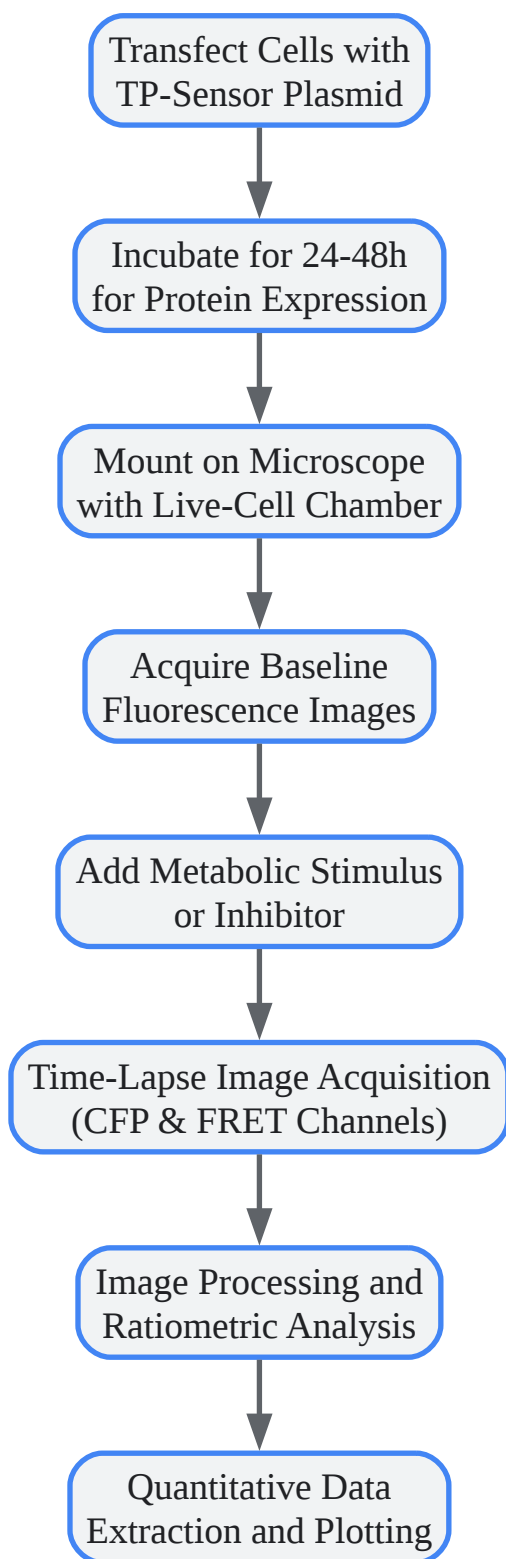 Transfect Cells with
TP-Sensor Plasmid
Incubate for 24-48h
for Protein Expression
Mount on Microscope
with Live-Cell Chamber
Acquire Baseline
Fluorescence Images
Add Metabolic Stimulus
or Inhibitor
Time-Lapse Image Acquisition
(CFP & FRET Channels)
Image Processing and
Ratiometric Analysis
Quantitative Data
Extraction and Plotting